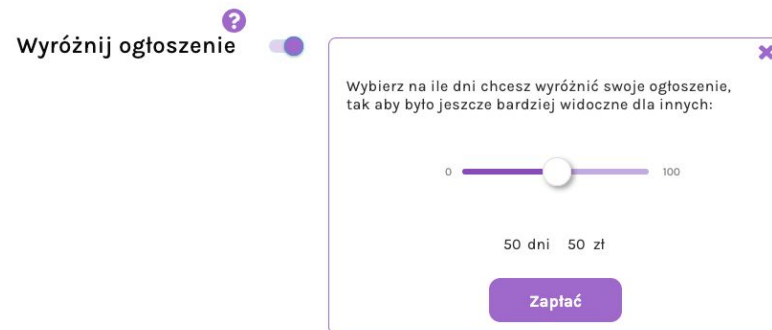 ?
Wyróżnij ogłoszenie
Wybierz na ile dni chcesz wyróżnić swoje ogłoszenie,
tak aby było jeszcze bardziej widoczne dla innych:
0 100
50 dni 50 zł
Zapłać